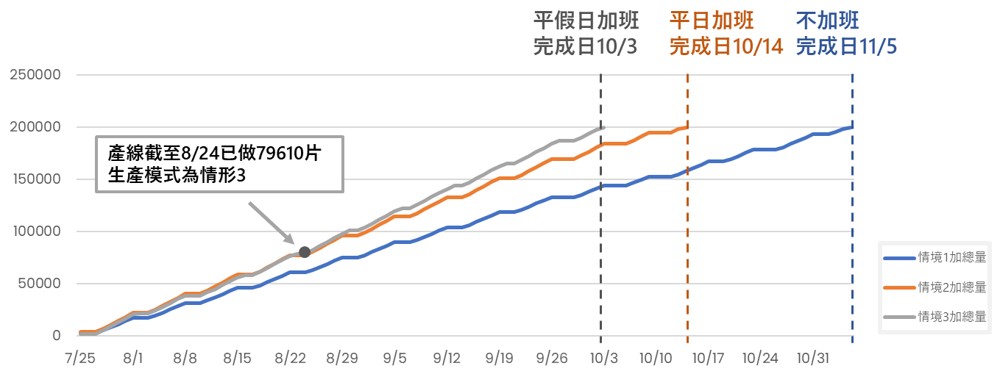 平假日加班
完成日10/3
平日加班
完成日10/14
不加班
完成日11/5
250000
200000
150000
100000
50000
0
產線截至8/24已做79610片
生產模式為情形3
情境1加總量
情境2加總量
情境3加總量
7/25
8/1
8/8
8/15
8/22
8/29
9/5
9/12
9/19
9/26
10/3
10/10
10/17
10/24
10/31